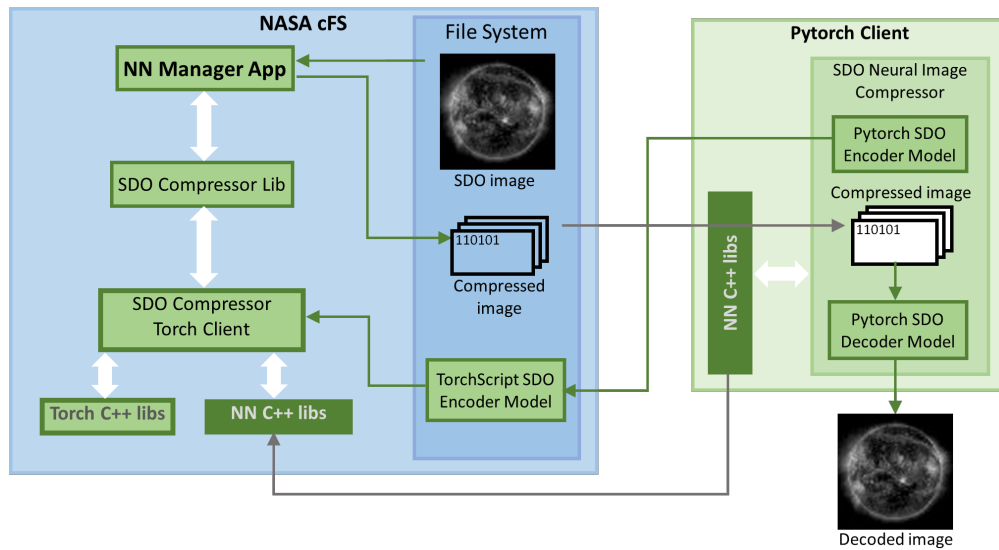 NASA cFS
NN Manager App
SDO Compressor Lib
SDO Compressor
Torch Client
Torch C++ libs
NN C++ libs
File System
SDO image
110101
Compressed
image
TorchScript SDO
Encoder Model
Pytorch Client
NN C++ libs
SDO Neural Image
Compressor
Pytorch SDO
Encoder Model
Compressed image
110101
Pytorch SDO
Decoder Model
Decoded image